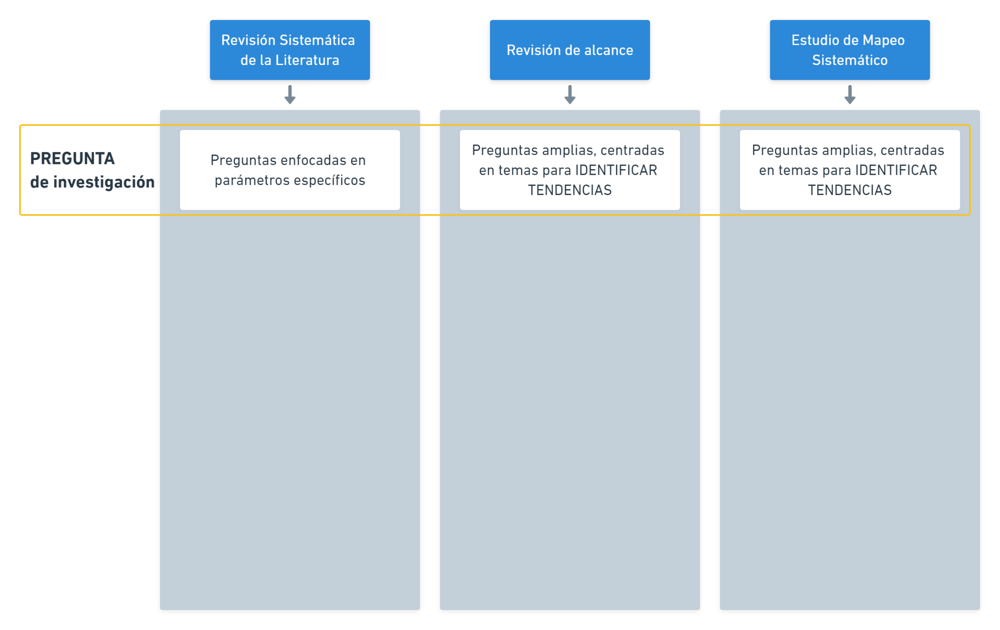 Revisión Sistemática
de la Literatura
Revisión de alcance
Estudio de Mapeo
Sistemático
PREGUNTA
de investigación
Preguntas enfocadas en
parámetros específicos
Preguntas amplias, centradas
en temas para IDENTIFICAR
TENDENCIAS
Preguntas amplias, centradas
en temas para IDENTIFICAR
TENDENCIAS